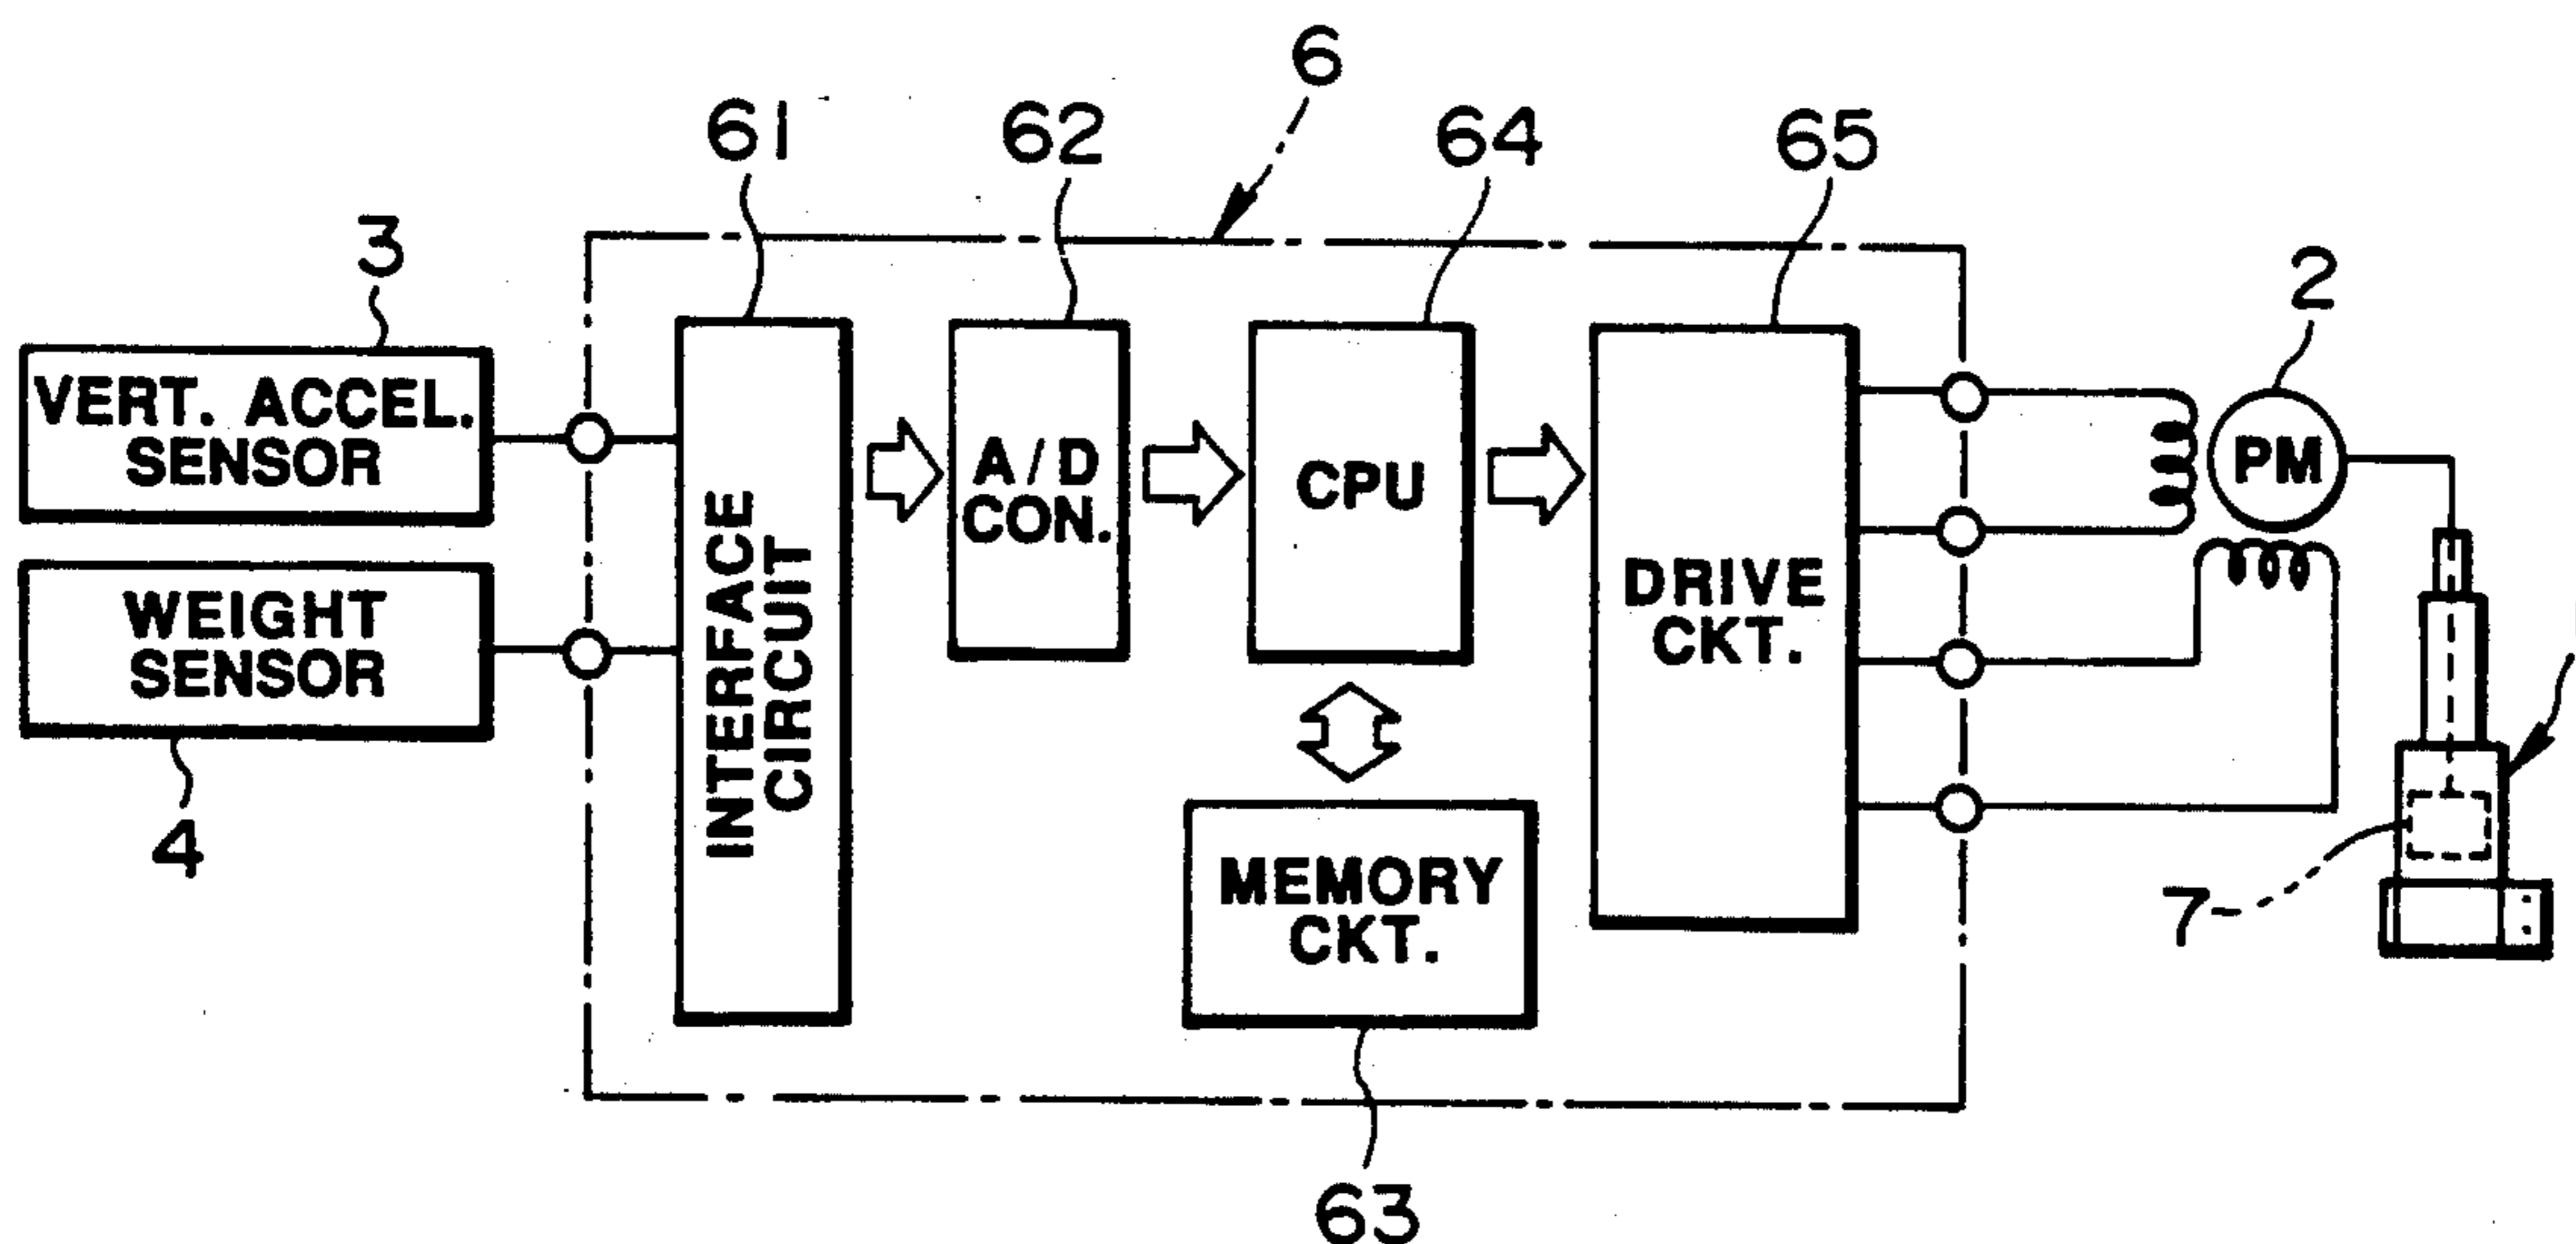 6
61
62
64
65
3
2
VERT. ACCEL.
SENSOR
WEIGHT
SENSOR
4
INTERFACE
CIRCUIT
A/D
CON.
CPU
DRIVE
CKT.
MEMORY
CKT.
63
PM
7